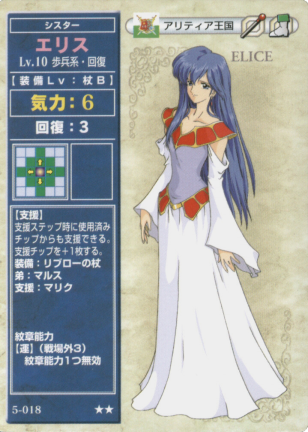 シスター
エリス
Lv.10 歩兵系・回復
【装備Lv：杖B】
気力：6
回復：3
【支援】
支援ステップ時に使用済み
チップからも支援できる。
支援チップを＋1枚する。
装備：リブローの杖
弟：マルス
支援：マリク
紋章能力
【運】（戦場外3）
紋章能力1つ無効
5-018
★★
アリティア王国
ELICE